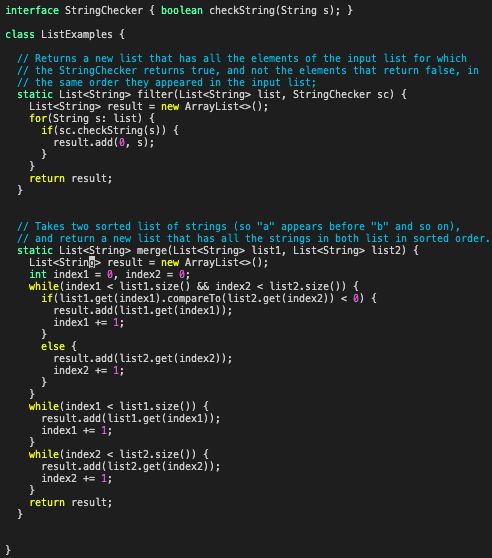 interface StringChecker { boolean checkString(String s); }

class ListExamples {

  // Returns a new list that has all the elements of the input list for which
  // the StringChecker returns true, and not the elements that return false, in
  // the same order they appeared in the input list;
  static List<String> filter(List<String> list, StringChecker sc) {
    List<String> result = new ArrayList<>();
    for(String s: list) {
      if(sc.checkString(s)) {
        result.add(0, s);
      }
    }
    return result;
  }


  // Takes two sorted list of strings (so "a" appears before "b" and so on),
  // and return a new list that has all the strings in both list in sorted order.
  static List<String> merge(List<String> list1, List<String> list2) {
    List<String> result = new ArrayList<>();
    int index1 = 0, index2 = 0;
    while(index1 < list1.size() && index2 < list2.size()) {
      if(list1.get(index1).compareTo(list2.get(index2)) < 0) {
        result.add(list1.get(index1));
        index1 += 1;
      }
      else {
        result.add(list2.get(index2));
        index2 += 1;
      }
    }
    while(index1 < list1.size()) {
      result.add(list1.get(index1));
      index1 += 1;
    }
    while(index2 < list2.size()) {
      result.add(list2.get(index2));
      index2 += 1;
    }
    return result;
  }


}